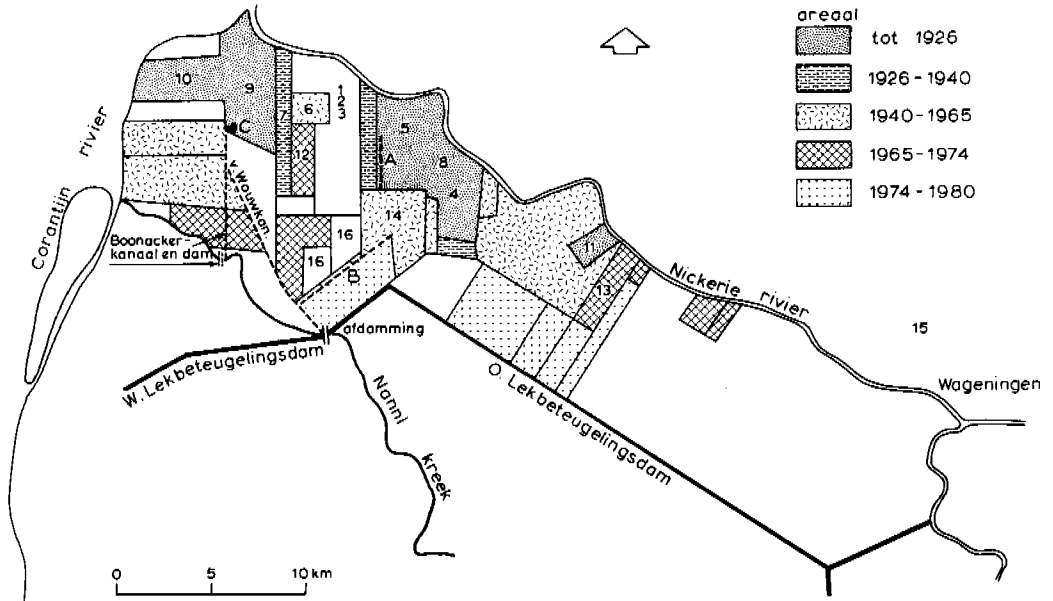 areaal
tot 1926
1926-1940
1940-1965
1965-1974
1974-1980
10
9
7
6
1
2
3
5
A
8
4
C
12
v. Wouwkan.
rivier
Corantijn
14
16
16
B
11
13
Boonacker-
kanaal en dam
Nickerie rivier
15
Wageningen
afdamming
W. Lekbeteugelingsdam
O. Lekbeteugelingsdam
Nanni
kreek
0 5 10 km